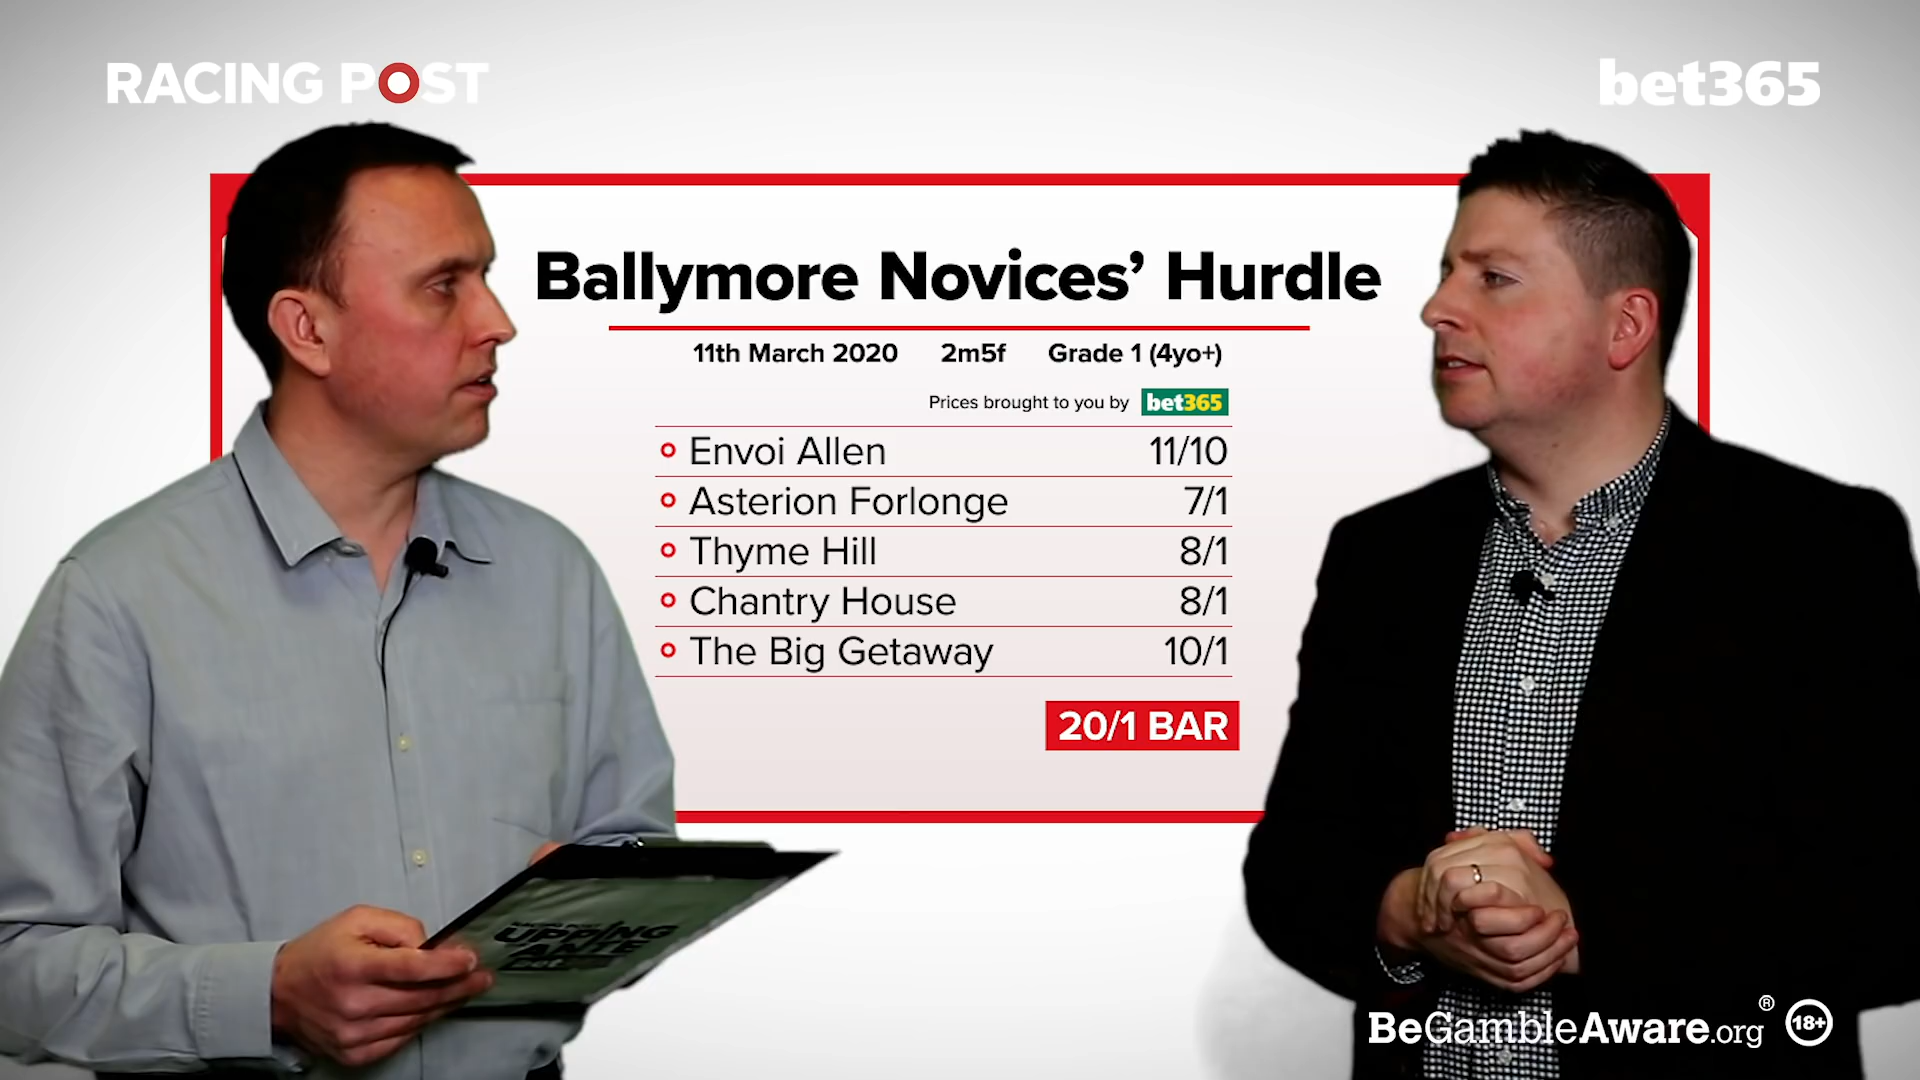 RACING POST
bet365
Ballymore Novices’ Hurdle
11th March 2020 2m5f Grade 1 (4yo+)
Prices brought to you by bet365
Envoi Allen 11/10
Asterion Forlonge 7/1
Thyme Hill 8/1
Chantry House 8/1
The Big Getaway 10/1
20/1 BAR
UPPING
ANTE
BeGambleAware.org® 18+